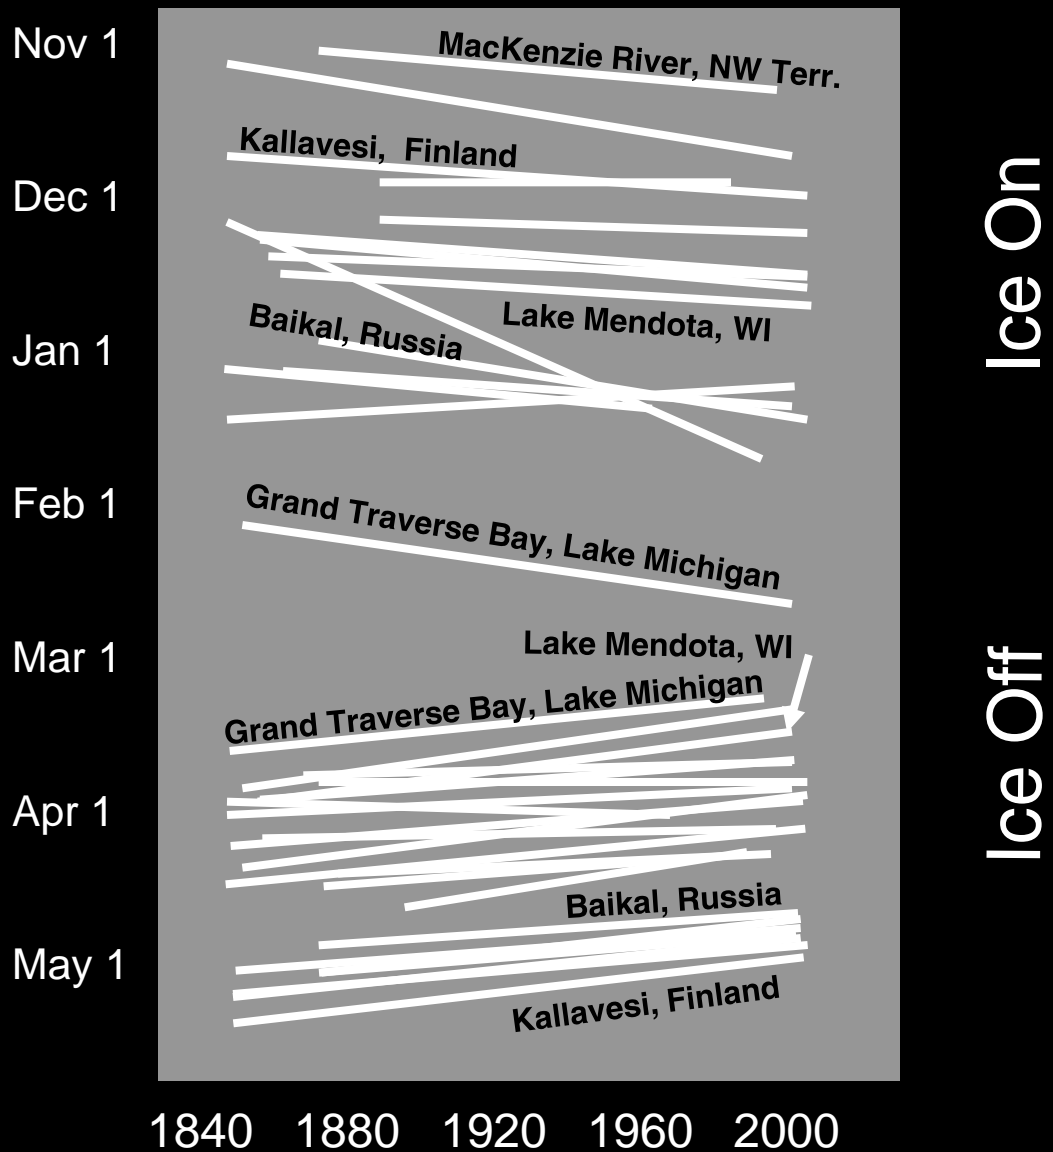 Nov 1
MacKenzie River, NW Terr.
Kallavesi, Finland
Dec 1
Ice On
Lake Mendota, WI
Baikal, Russia
Jan 1
Feb 1
Grand Traverse Bay, Lake Michigan
Mar 1
Lake Mendota, WI
Grand Traverse Bay, Lake Michigan
Ice Off
Apr 1
Baikal, Russia
May 1
Kallavesi, Finland
1840 1880 1920 1960 2000